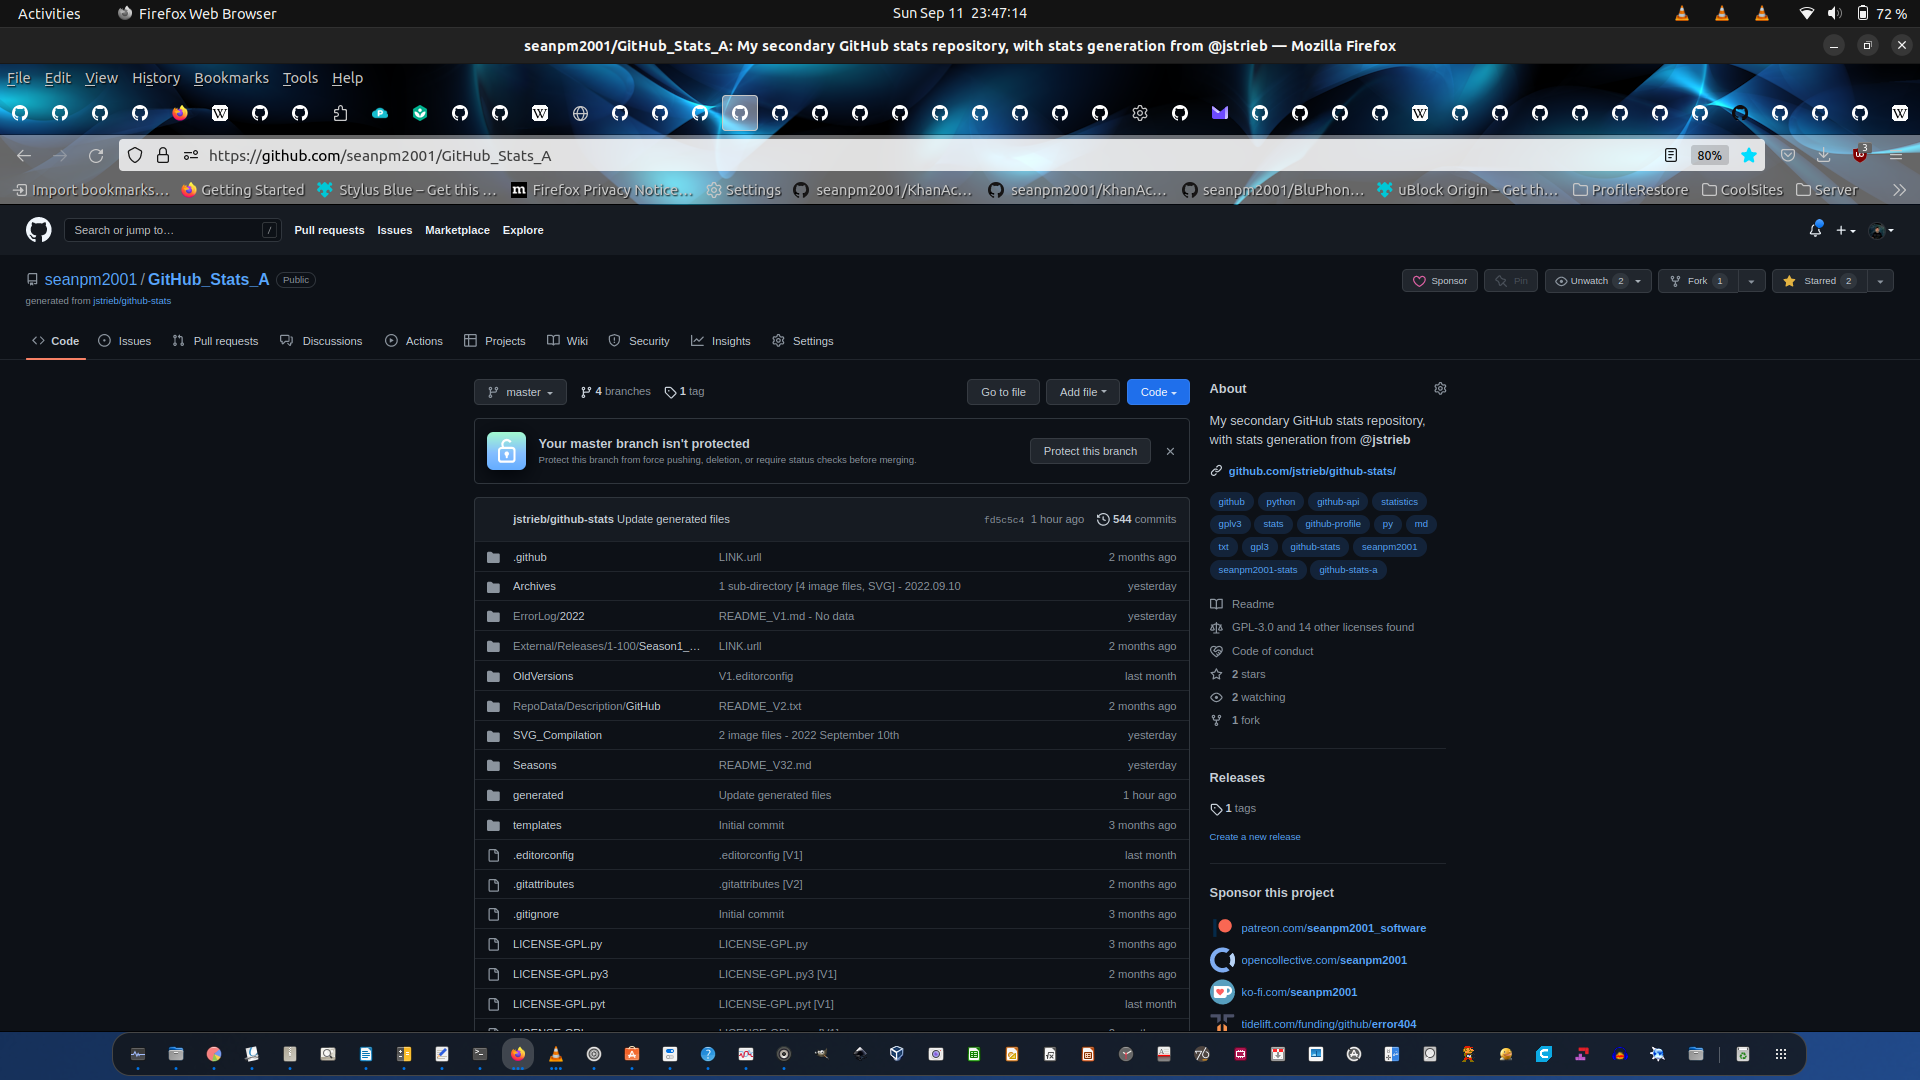 Activities
Firefox Web Browser
Sun Sep 11 23:47:14
72 %
seanpm2001/GitHub_Stats_A: My secondary GitHub stats repository, with stats generation from @jstrieb — Mozilla Firefox
File Edit View History Bookmarks Tools Help
https://github.com/seanpm2001/GitHub_Stats_A
80%
3
Import bookmarks… Getting Started Stylus Blue – Get this … Firefox Privacy Notice… Settings seanpm2001/KhanAc… seanpm2001/KhanAc… seanpm2001/BluPhon… uBlock Origin – Get th… ProfileRestore CoolSites Server
Search or jump to… /
Pull requests Issues Marketplace Explore
seanpm2001 / GitHub_Stats_A Public
generated from jstrieb/github-stats
Sponsor Pin Unwatch 2 Fork 1 Starred 2
Code Issues Pull requests Discussions Actions Projects Wiki Security Insights Settings
master 4 branches 1 tag
Go to file Add file Code
Your master branch isn't protected
Protect this branch from force pushing, deletion, or require status checks before merging.
Protect this branch
jstrieb/github-stats Update generated files fd5c5c4 1 hour ago 544 commits
.github LINK.urll 2 months ago
Archives 1 sub-directory [4 image files, SVG] - 2022.09.10 yesterday
ErrorLog/2022 README_V1.md - No data yesterday
External/Releases/1-100/Season1_… LINK.urll 2 months ago
OldVersions V1.editorconfig last month
RepoData/Description/GitHub README_V2.txt 2 months ago
SVG_Compilation 2 image files - 2022 September 10th yesterday
Seasons README_V32.md yesterday
generated Update generated files 1 hour ago
templates Initial commit 3 months ago
.editorconfig .editorconfig [V1] last month
.gitattributes .gitattributes [V2] 2 months ago
.gitignore Initial commit 3 months ago
LICENSE-GPL.py LICENSE-GPL.py 3 months ago
LICENSE-GPL.py3 LICENSE-GPL.py3 [V1] 2 months ago
LICENSE-GPL.pyt LICENSE-GPL.pyt [V1] last month
About
My secondary GitHub stats repository,
with stats generation from @jstrieb
github.com/jstrieb/github-stats/
github python github-api statistics
gplv3 stats github-profile py md
txt gpl3 github-stats seanpm2001
seanpm2001-stats github-stats-a
Readme
GPL-3.0 and 14 other licenses found
Code of conduct
2 stars
2 watching
1 fork
Releases
1 tags
Create a new release
Sponsor this project
patreon.com/seanpm2001_software
opencollective.com/seanpm2001
ko-fi.com/seanpm2001
tidelift.com/funding/github/error404